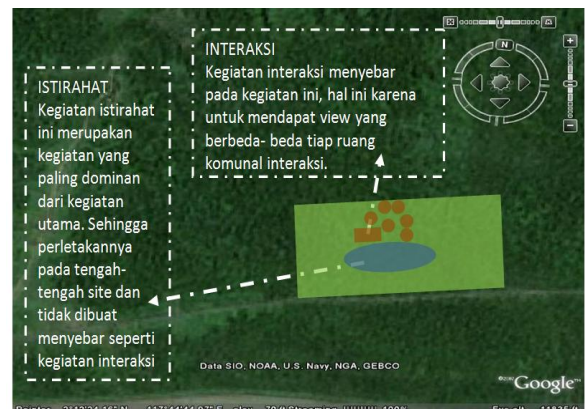 INTERAKSI
Kegiatan interaksi menyebar
pada kegiatan ini, hal ini karena
untuk mendapat view yang
berbeda- beda tiap ruang
komunal interaksi.
ISTIRAHAT
Kegiatan istirahat
ini merupakan
kegiatan yang
paling dominan
dari kegiatan
utama. Sehingga
perletakannya
pada tengah-
tengah site dan
tidak dibuat
menyebar seperti
kegiatan interaksi
N
Data SIO, NOAA, U.S. Navy, NGA, GEBCO
Google